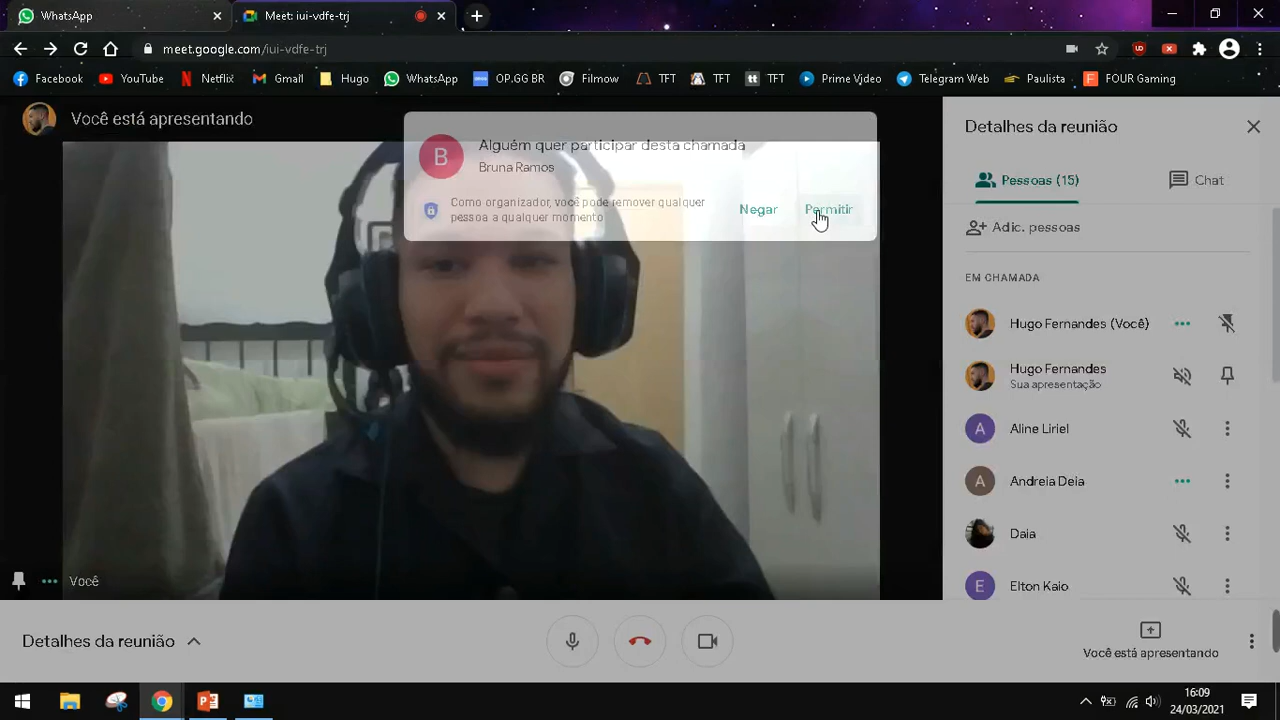 WhatsApp
Meet: iui-vdfe-trj
meet.google.com/iui-vdfe-trj
Facebook YouTube Netflix Gmail Hugo WhatsApp OP.GG BR Filmow TFT TFT TFT Prime Video Telegram Web Paulista FOUR Gaming
Você está apresentando
B
Alguém quer participar desta chamada
Bruna Ramos
Como organizador, você pode remover qualquer
pessoa a qualquer momento
Negar Permitir
Você
Detalhes da reunião
Pessoas (15) Chat
Adic. pessoas
EM CHAMADA
Hugo Fernandes (Você)
Hugo Fernandes
Sua apresentação
A Aline Liriel
A Andreia Deia
Daia
E Elton Kaio
Detalhes da reunião
Você está apresentando
16:09
24/03/2021